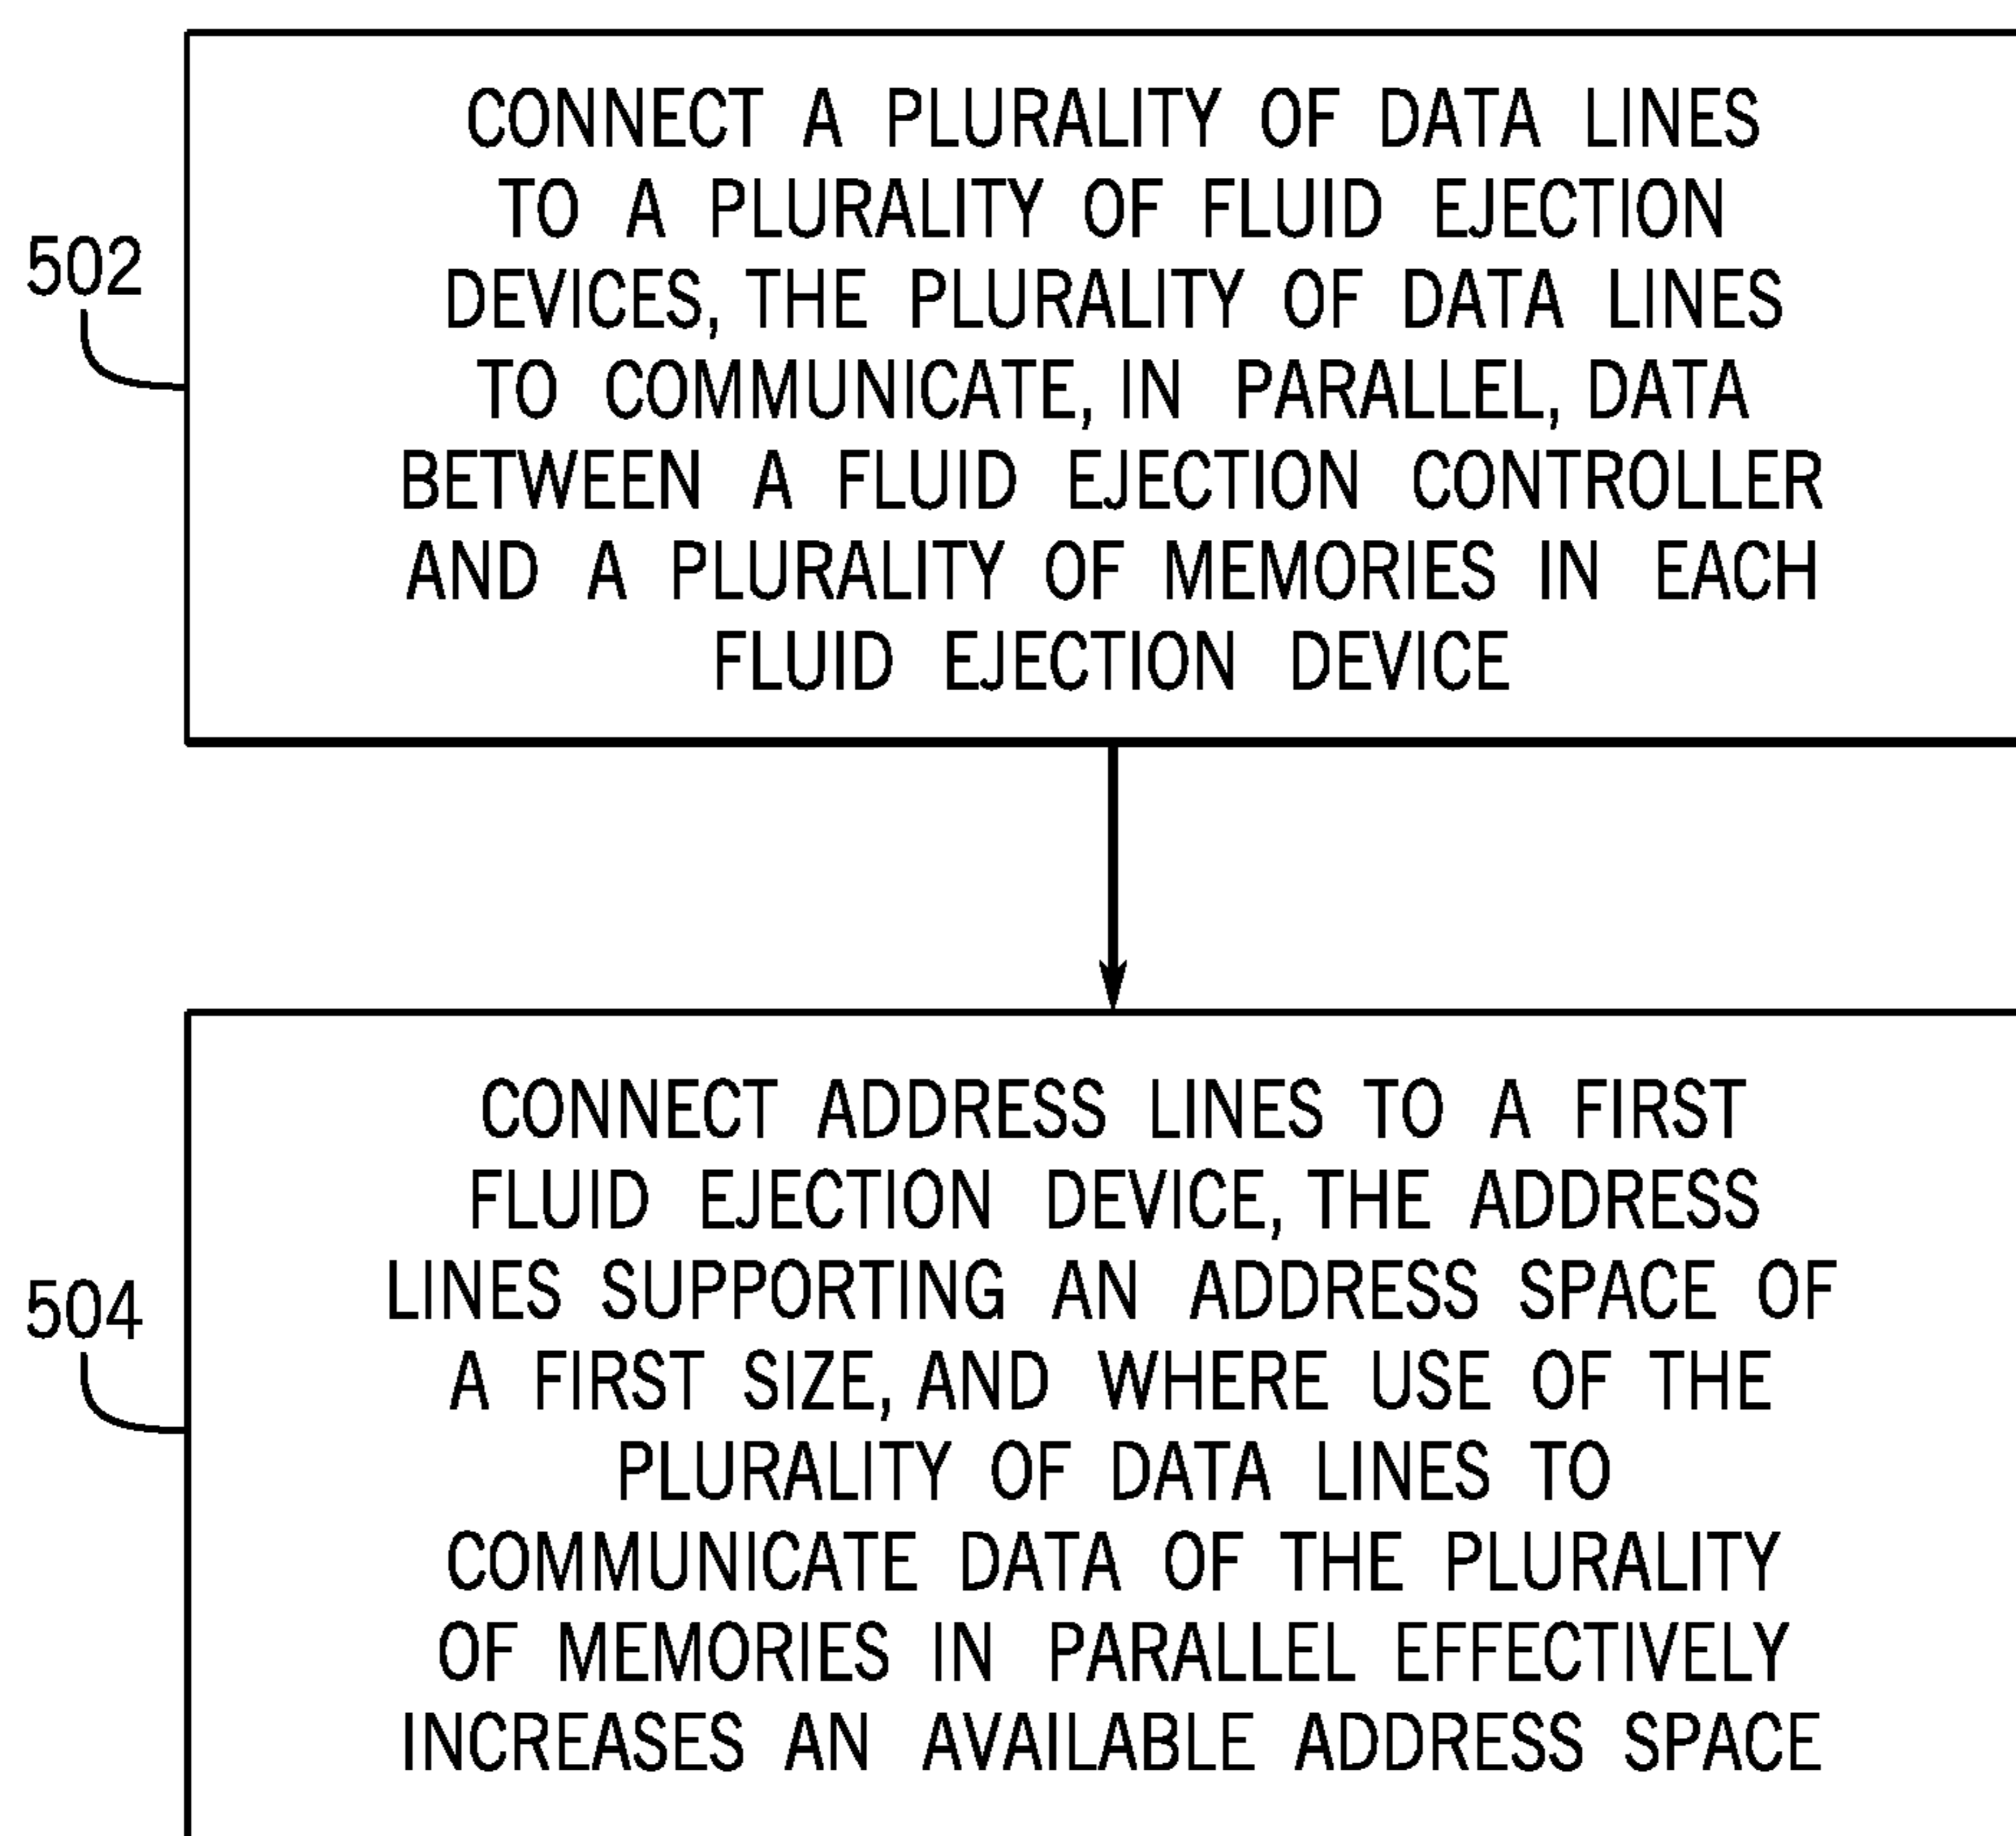 CONNECT A PLURALITY OF DATA LINES
TO A PLURALITY OF FLUID EJECTION
DEVICES, THE PLURALITY OF DATA LINES
TO COMMUNICATE, IN PARALLEL, DATA
BETWEEN A FLUID EJECTION CONTROLLER
AND A PLURALITY OF MEMORIES IN EACH
FLUID EJECTION DEVICE
502
CONNECT ADDRESS LINES TO A FIRST
FLUID EJECTION DEVICE, THE ADDRESS
LINES SUPPORTING AN ADDRESS SPACE OF
A FIRST SIZE, AND WHERE USE OF THE
PLURALITY OF DATA LINES TO
COMMUNICATE DATA OF THE PLURALITY
OF MEMORIES IN PARALLEL EFFECTIVELY
INCREASES AN AVAILABLE ADDRESS SPACE
504